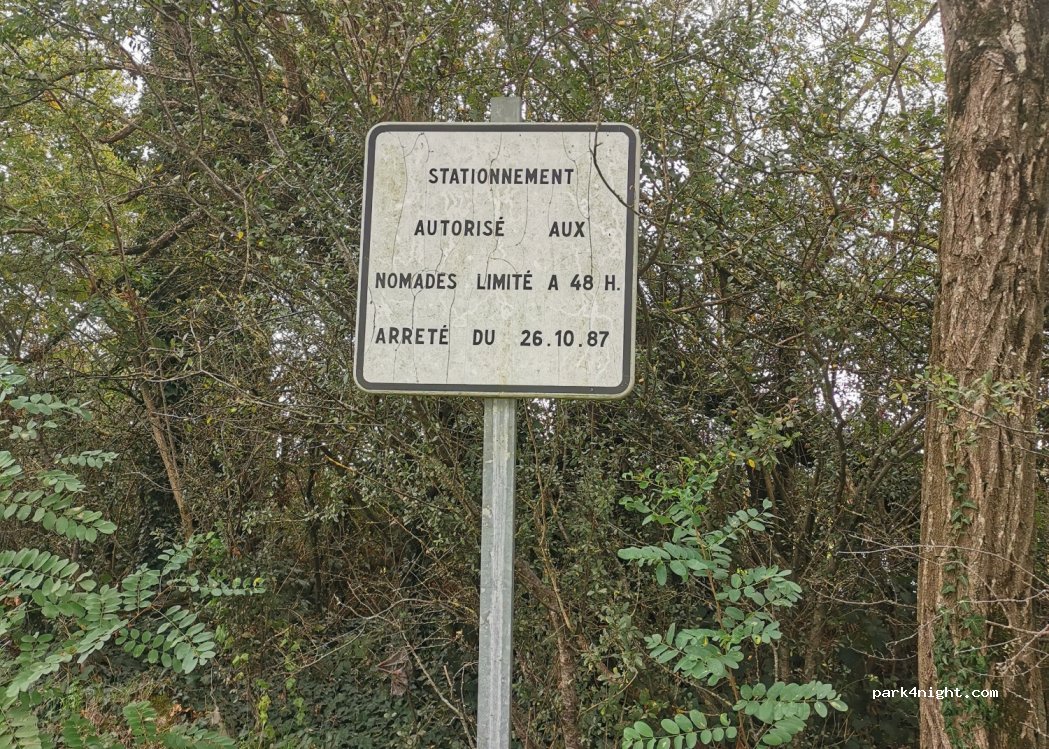 STATIONNEMENT
AUTORISÉ AUX
NOMADES LIMITÉ A 48 H.
ARRETÉ DU 26.10.87
park4night.com